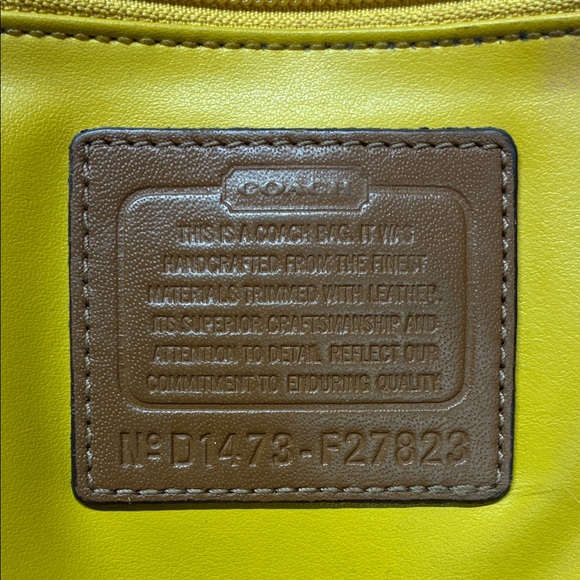 COACH
THIS IS A COACH BAG. IT WAS
HANDCRAFTED FROM THE FINEST
MATERIALS TRIMMED WITH LEATHER.
ITS SUPERIOR CRAFTSMANSHIP AND
ATTENTION TO DETAIL REFLECT OUR
COMMITMENT TO ENDURING QUALITY.
Nº D1473-F27823